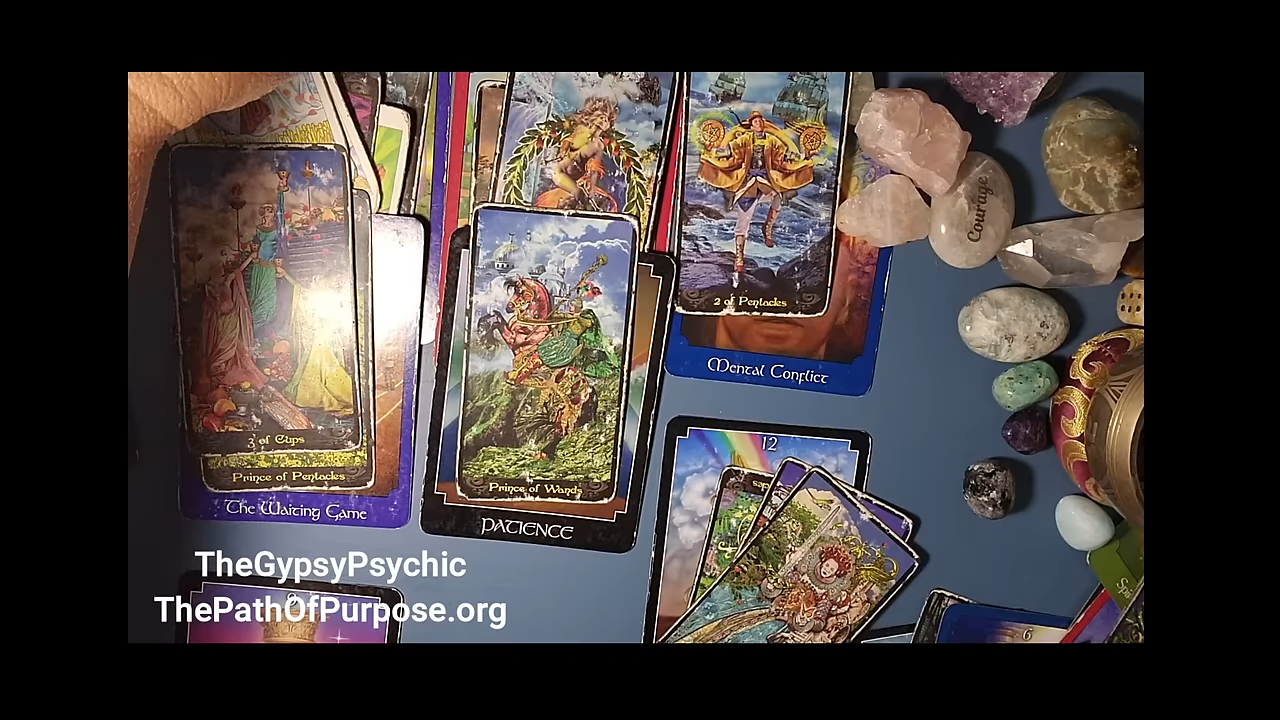 2 of Pentacles
Mental Conflict
Courage
3 of Cups
Prince of Pentacles
The Waiting Game
Prince of Wands
PATIENCE
12
TheGypsyPsychic
ThePathOfPurpose.org
6